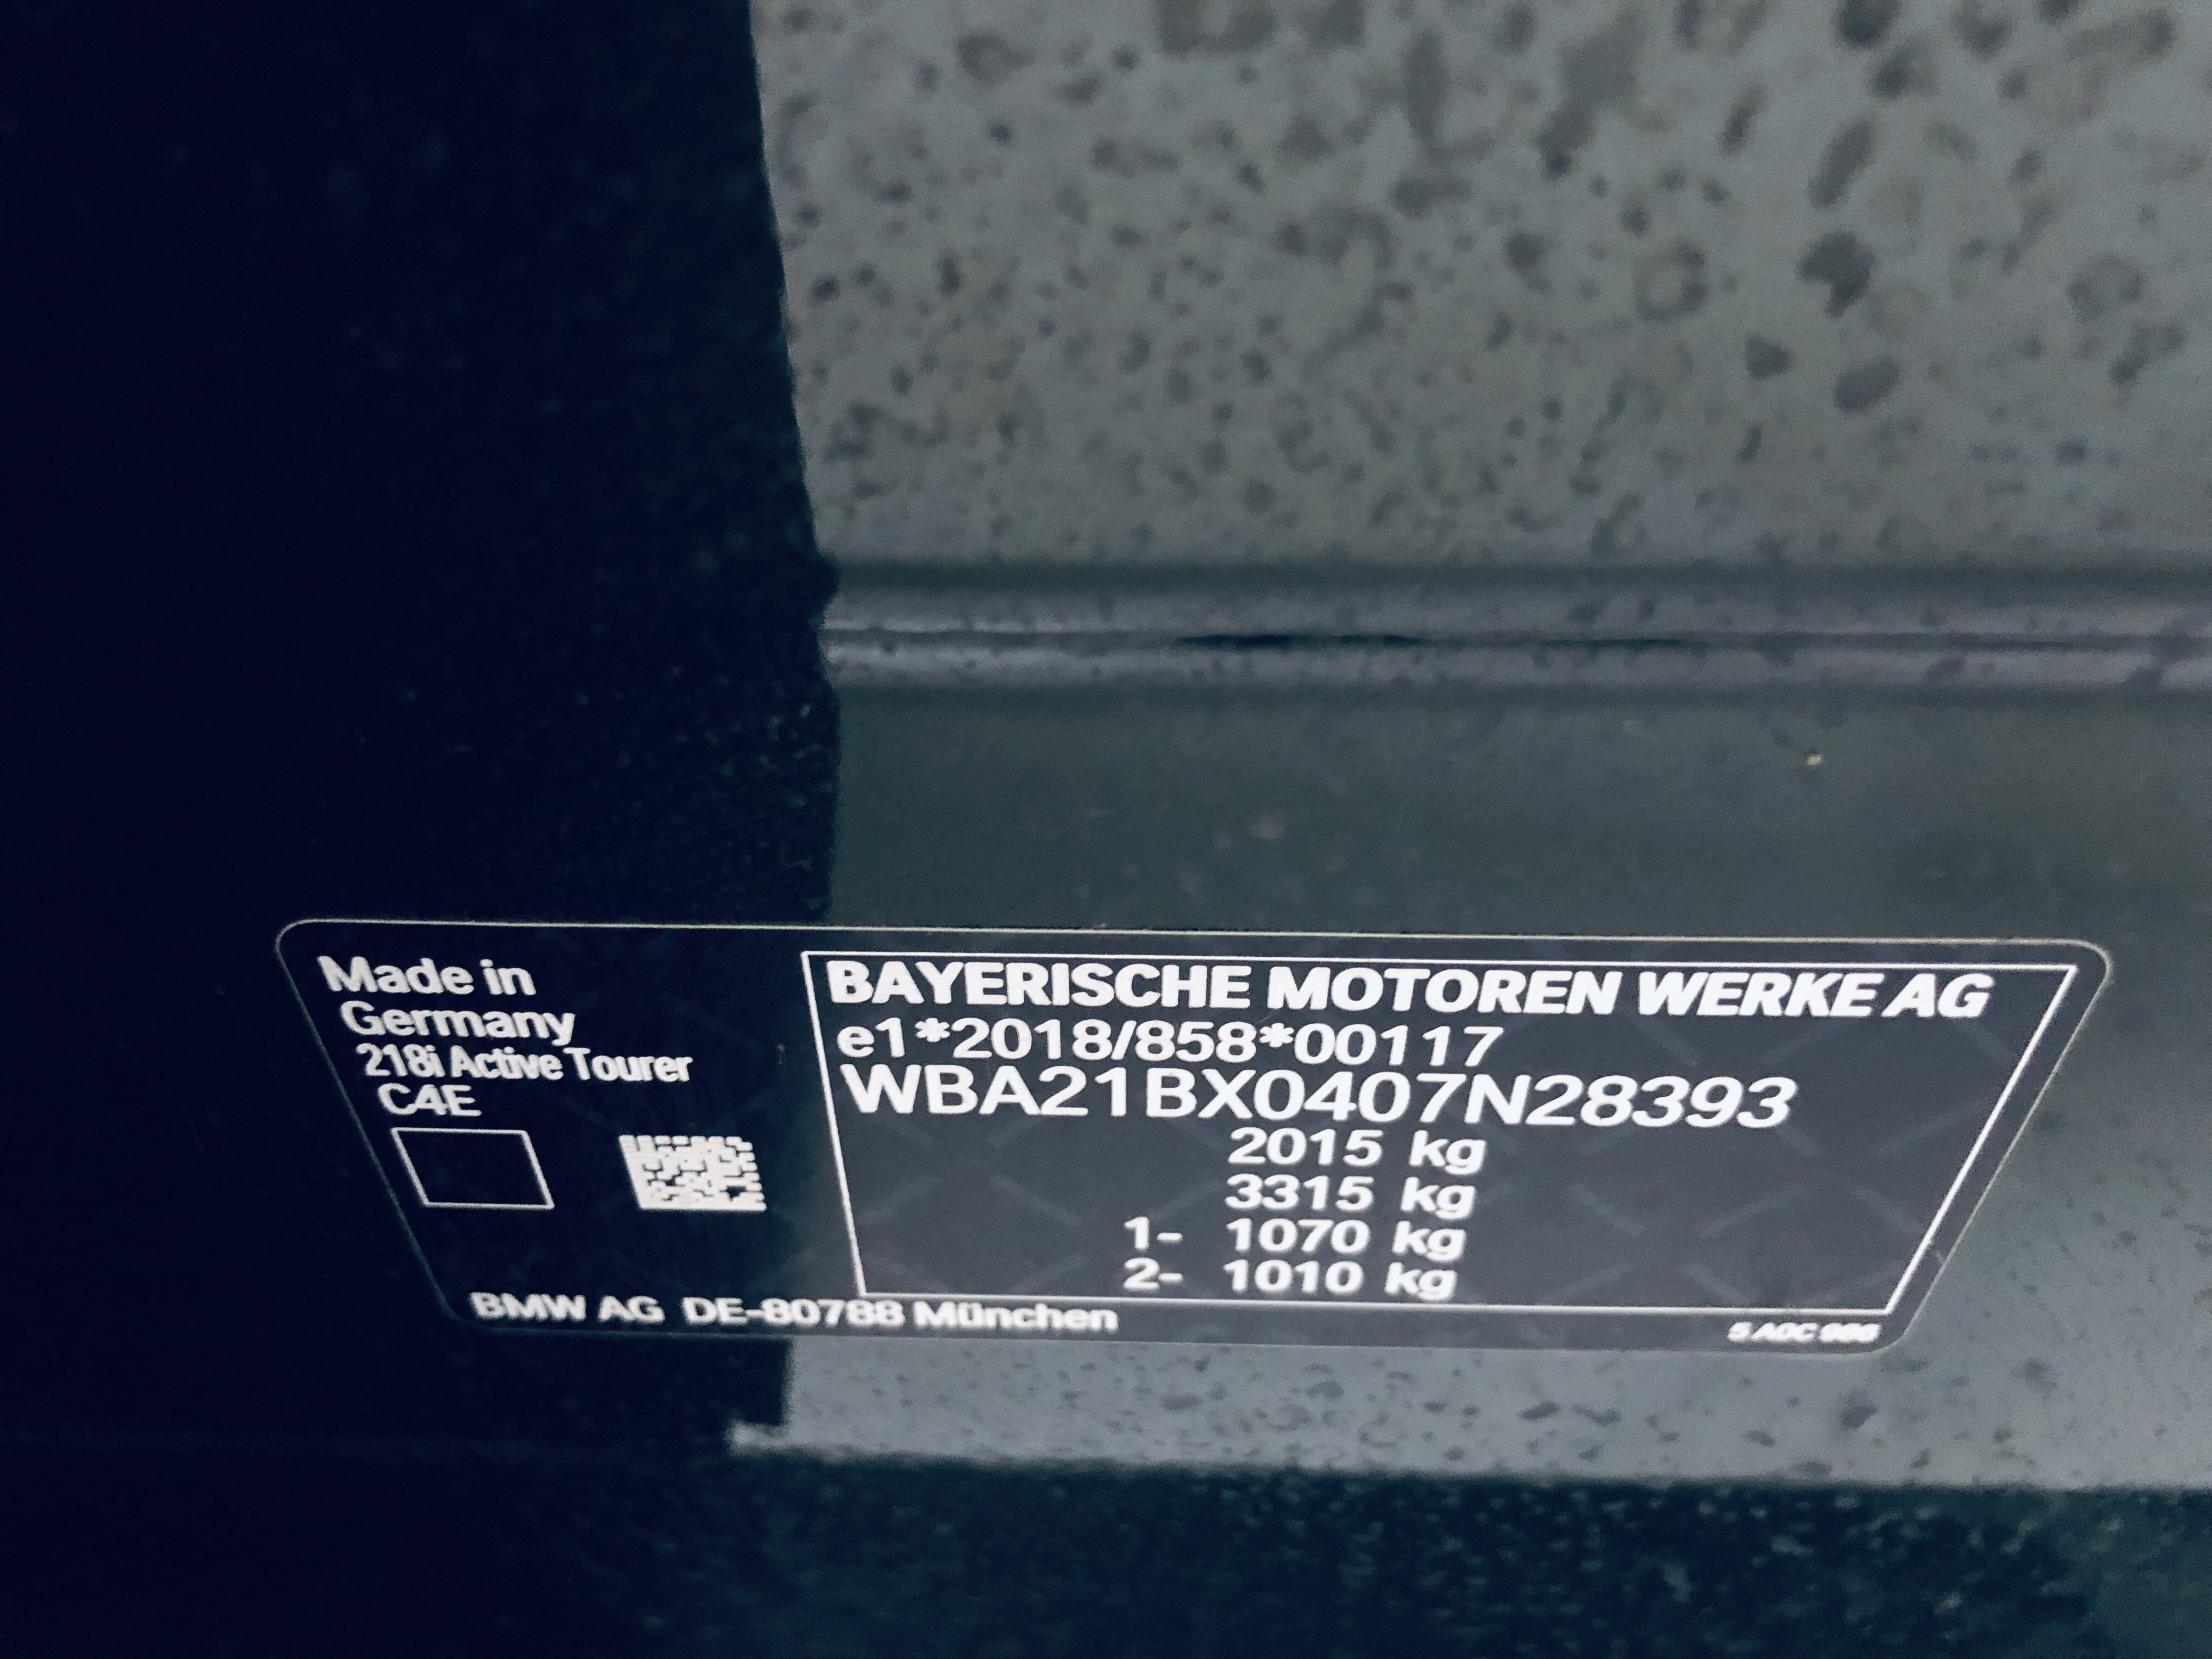 Made in
Germany
218i Active Tourer
C4E
BMW AG DE-80788 München
BAYERISCHE MOTOREN WERKE AG
e1*2018/858*00117
WBA21BX0407N28393
2015 kg
3315 kg
1- 1070 kg
2- 1010 kg